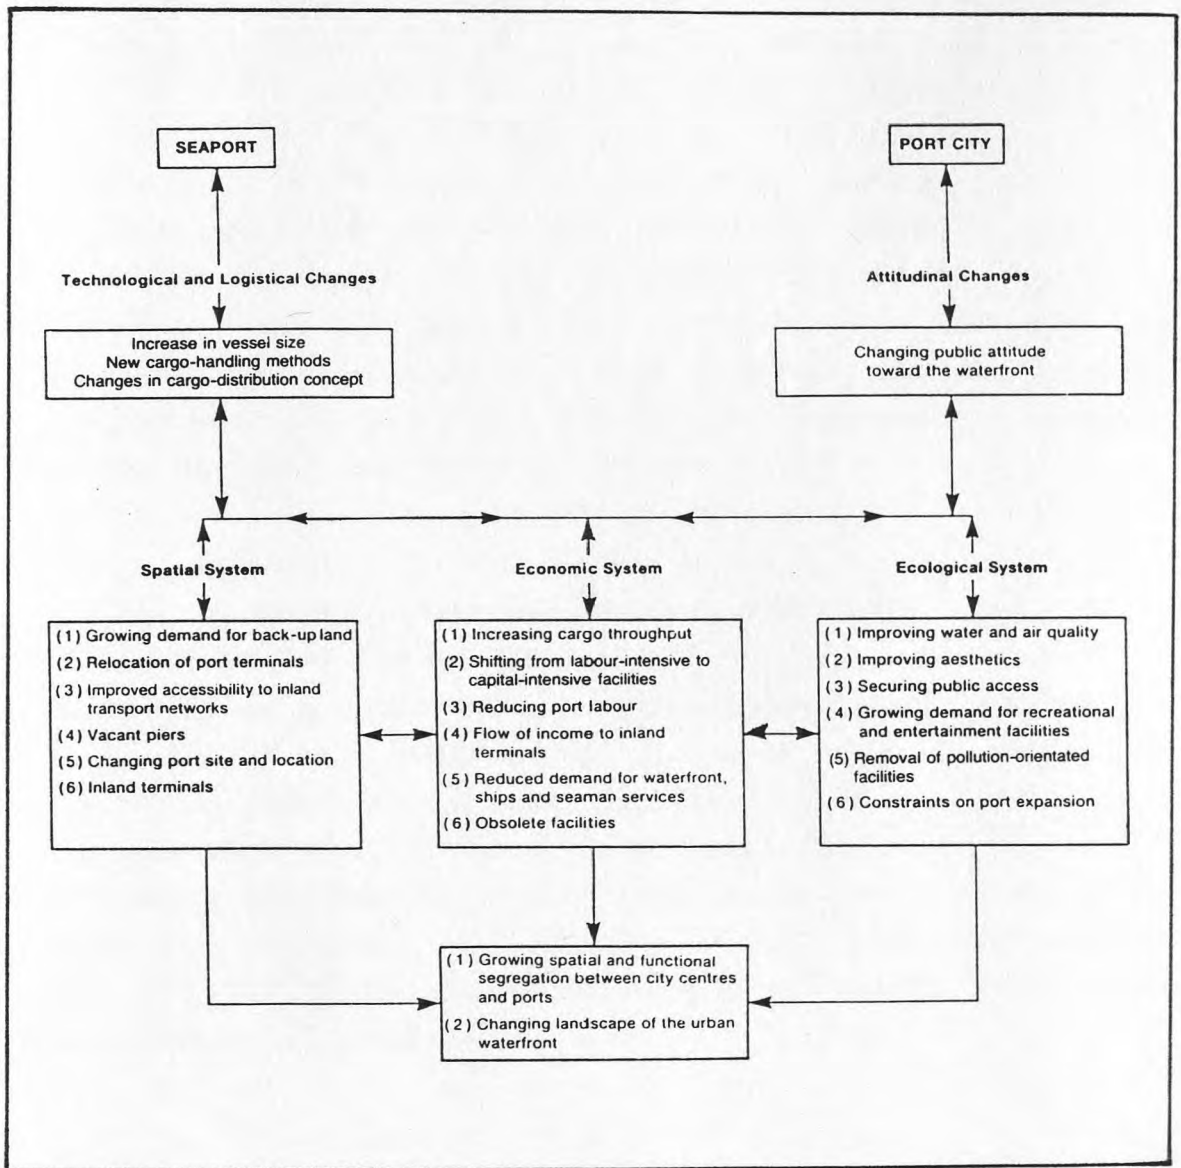 SEAPORT
PORT CITY
Technological and Logistical Changes
Attitudinal Changes
Increase in vessel size
New cargo-handling methods
Changes in cargo-distribution concept
Changing public attitude
toward the waterfront
Spatial System
Economic System
Ecological System
(1) Growing demand for back-up land
(2) Relocation of port terminals
(3) Improved accessibility to inland
transport networks
(4) Vacant piers
(5) Changing port site and location
(6) Inland terminals
(1) Increasing cargo throughput
(2) Shifting from labour-intensive to
capital-intensive facilities
(3) Reducing port labour
(4) Flow of income to inland
terminals
(5) Reduced demand for waterfront,
ships and seaman services
(6) Obsolete facilities
(1) Improving water and air quality
(2) Improving aesthetics
(3) Securing public access
(4) Growing demand for recreational
and entertainment facilities
(5) Removal of pollution-orientated
facilities
(6) Constraints on port expansion
(1) Growing spatial and functional
segregation between city centres
and ports
(2) Changing landscape of the urban
waterfront